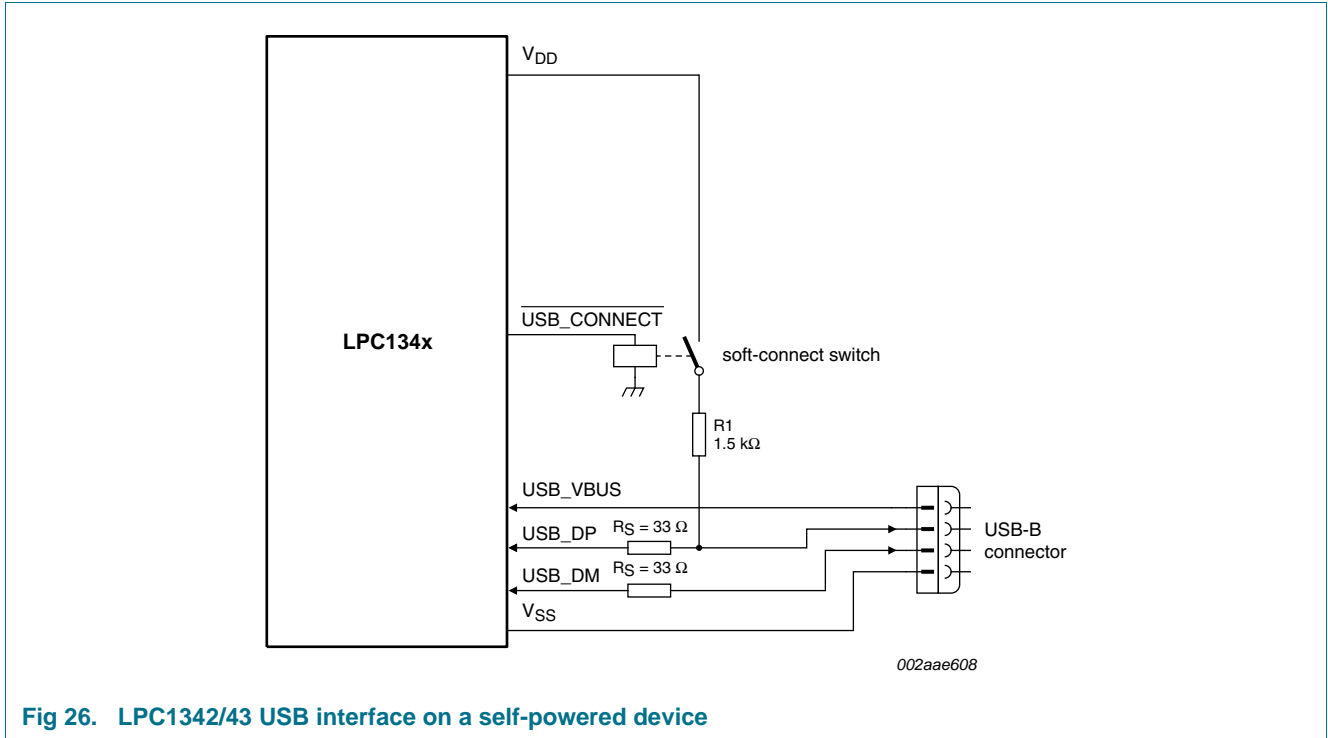 VDD
LPC134x
USB_CONNECT
soft-connect switch
R1
1.5 kΩ
USB_VBUS
USB_DP
RS = 33 Ω
USB_DM
RS = 33 Ω
VSS
USB-B
connector
002aae608
Fig 26. LPC1342/43 USB interface on a self-powered device